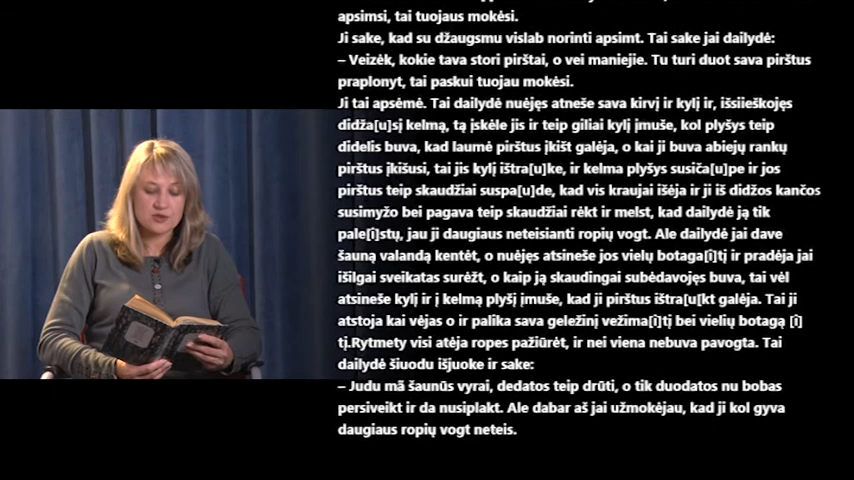 apsimsi, tai tuojaus mokėsi.
Ji sake, kad su džaugsmu vislab norinti apsimt. Tai sake jai dailydė:
– Veizėk, kokie tava stori pirštai, o vei maniejie. Tu turi duot sava pirštus
praplonyt, tai paskui tuojau mokėsi.
Ji tai apsėmė. Tai dailydė nuėjęs atneše sava kirvį ir kylį ir, išsiieškojęs
didža[u]sį kelmą, tą įskėle jis ir teip giliai kylį įmuše, kol plyšys teip
didelis buva, kad laumė pirštus įkišt galėja, o kai ji buva abiejų rankų
pirštus įkišusi, tai jis kylį ištra[u]ke, ir kelma plyšys susiča[u]pe ir jos
pirštus teip skaudžiai suspa[u]de, kad vis kraujai išėja ir ji iš didžos kančos
susimyžo bei pagava teip skaudžiai rėkt ir melst, kad dailydė ją tik
pale[i]stų, jau ji daugiaus neteisianti ropių vogt. Ale dailydė jai dave
šauną valandą kentėt, o nuėjęs atsineše jos vielų botaga[i]tį ir pradėja jai
išilgai sveikatas surėžt, o kaip ją skaudingai subėdavojęs buva, tai vėl
atsineše kylį ir į kelmą plyšį įmuše, kad ji pirštus ištra[u[kt galėja. Tai ji
atstoja kai vėjas o ir palika sava geležinį vežima[i]tį bei vielių botagą [i]
tį.Rytmety visi atėja ropes pažiūrėt, ir nei viena nebuva pavogta. Tai
dailydė šiuodu išjuoke ir sake:
– Judu mã šaunūs vyrai, dedatos teip drūti, o tik duodatos nu bobas
persiveikt ir da nusiplakt. Ale dabar aš jai užmokėjau, kad ji kol gyva
daugiaus ropių vogt neteis.